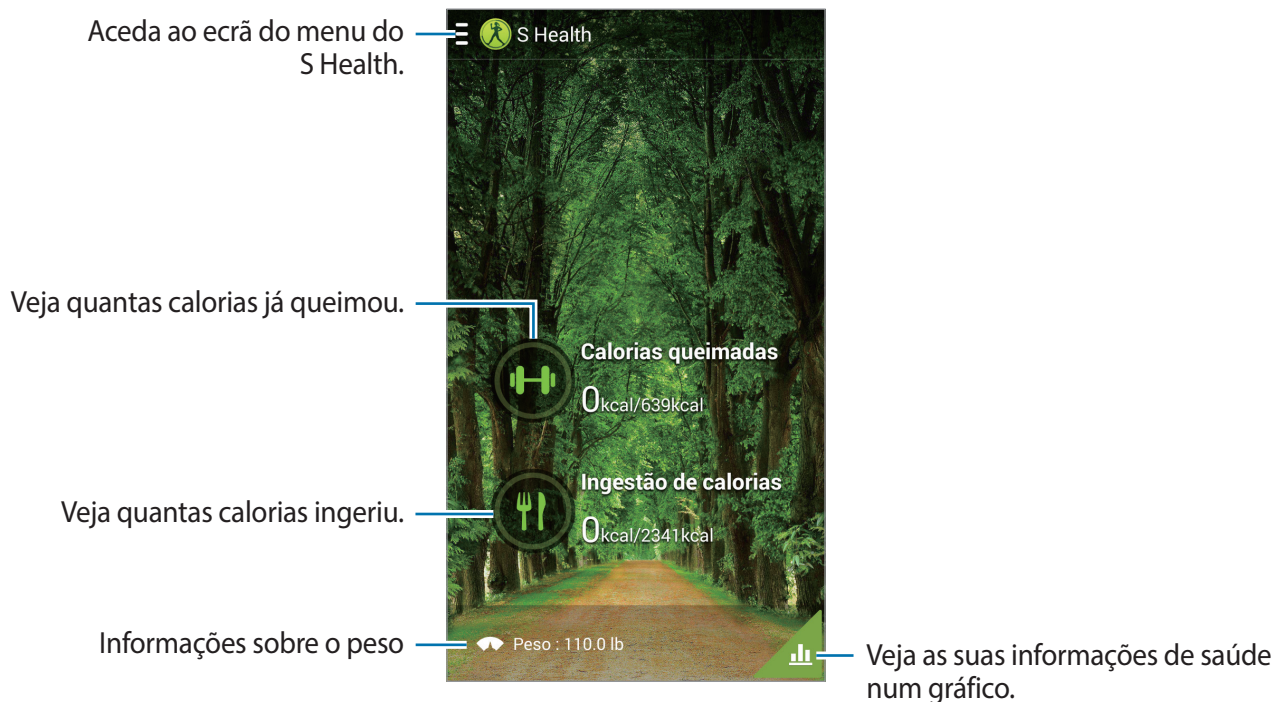 Aceda ao ecrã do menu do
S Health.
S Health
Veja quantas calorias já queimou.
Calorias queimadas
0kcal/639kcal
Veja quantas calorias ingeriu.
Ingestão de calorias
0kcal/2341kcal
Informações sobre o peso
Peso : 110.0 lb
Veja as suas informações de saúde
num gráfico.